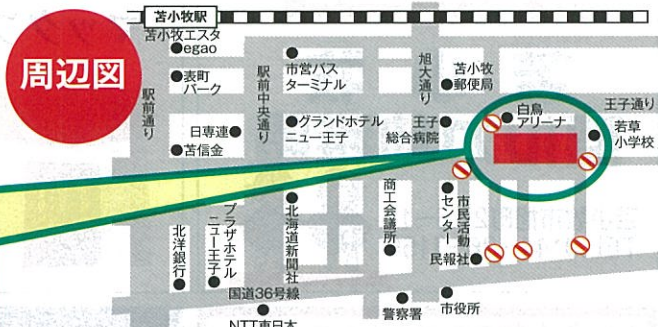 周辺図
苫小牧駅
苫小牧エスタ
egao
表町
パーク
駅前通り
日専連
苫信金
駅前中央通り
市営バス
ターミナル
グランドホテル
ニュー王子
旭大通り
苫小牧
郵便局
王子
総合病院
白鳥
アリーナ
王子通り
若草
小学校
北洋銀行
プラザホテル
ニュー王子
北海道新聞社
商工会議所
市民活動
センター
民報社
国道36号線
NTT東日本
警察署
市役所